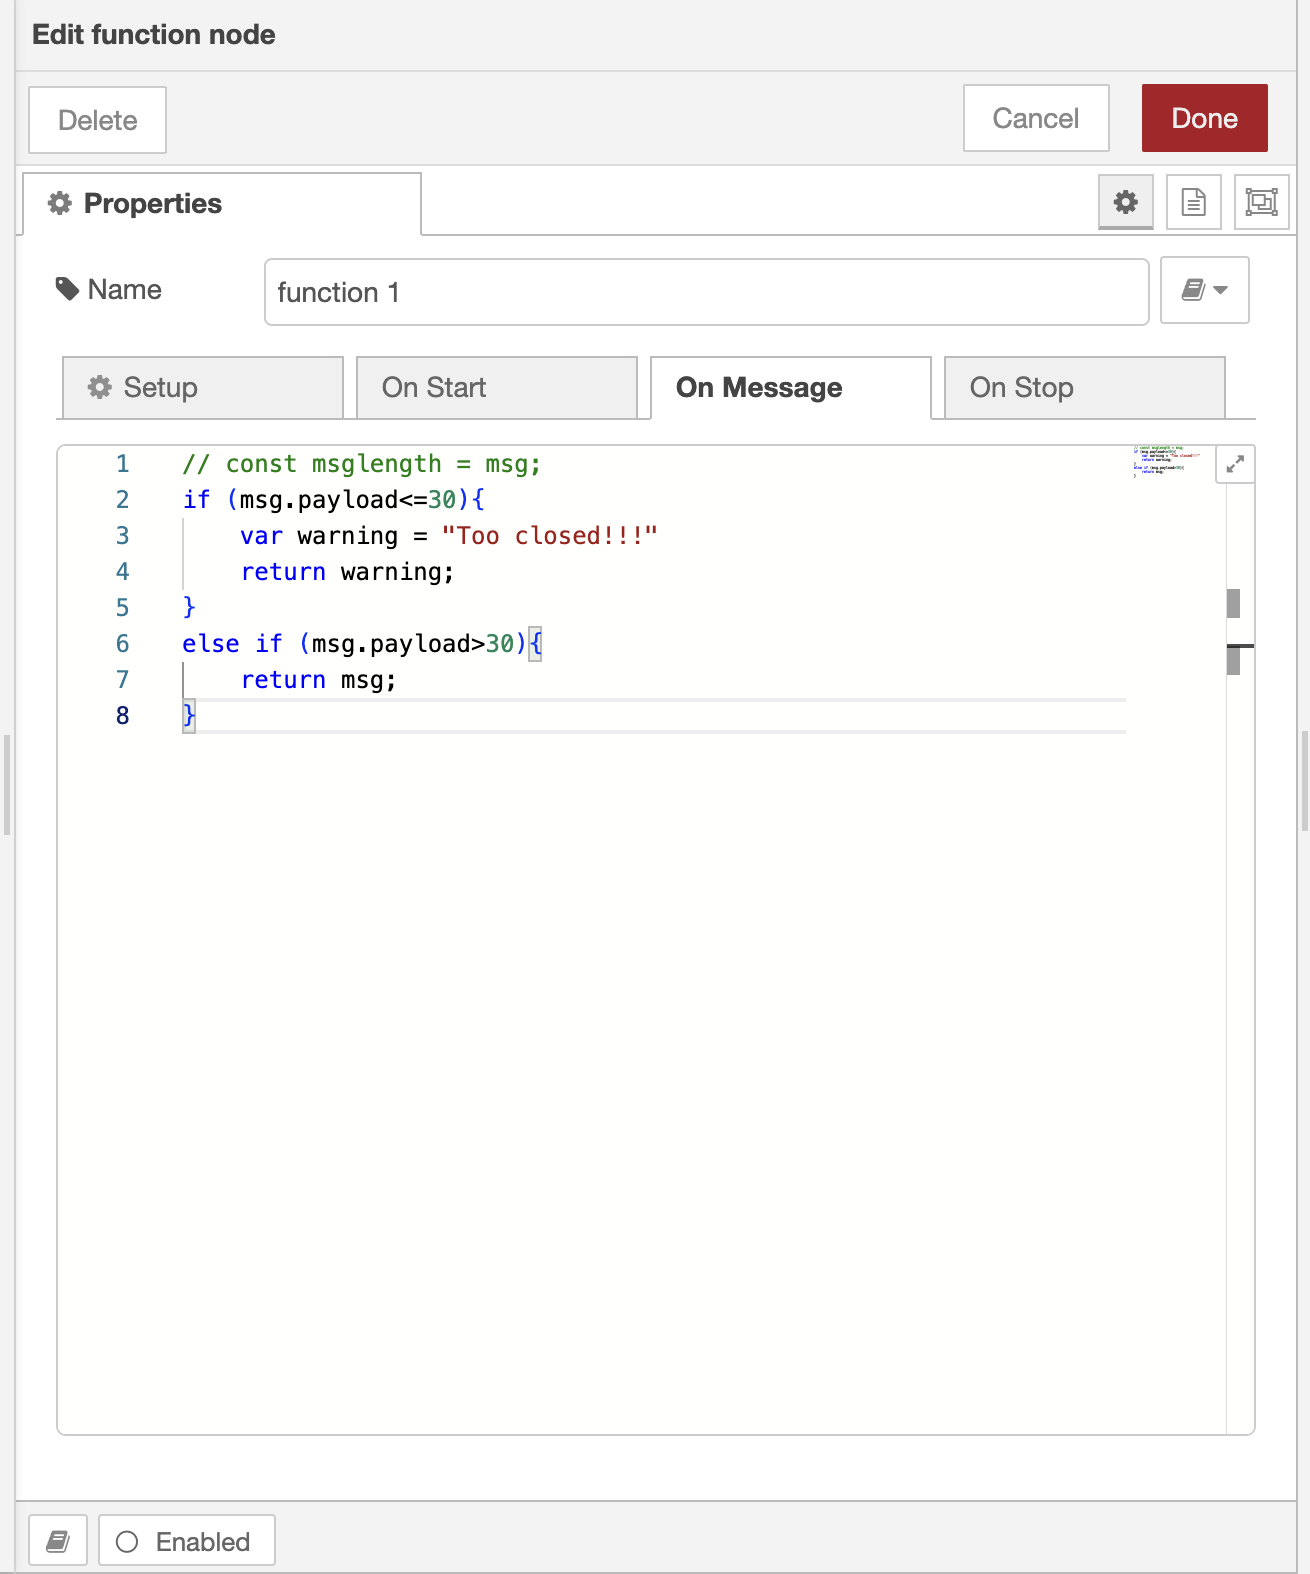 Edit function node
Delete
Cancel
Done
Properties
Name
function 1
Setup
On Start
On Message
On Stop
1 // const msglength = msg;
2 if (msg.payload<=30){
3     var warning = "Too closed!!!"
4     return warning;
5 }
6 else if (msg.payload>30){
7     return msg;
8 }
Enabled